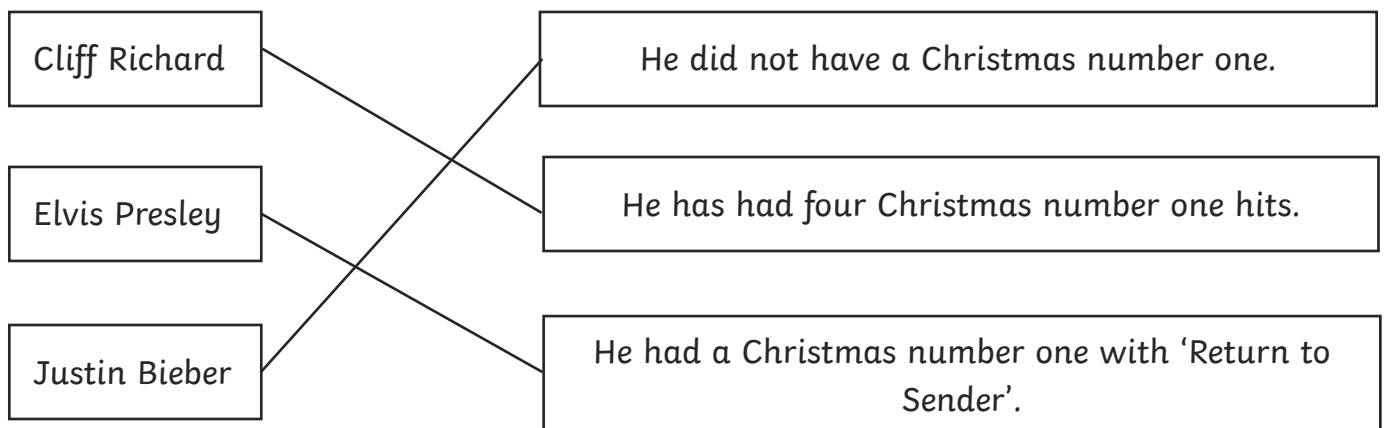 Cliff Richard
He did not have a Christmas number one.
Elvis Presley
He has had four Christmas number one hits.
Justin Bieber
He had a Christmas number one with ‘Return to
Sender’.